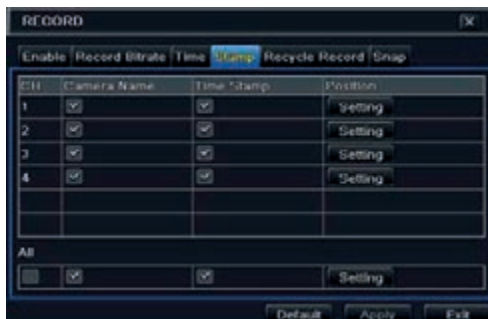 RECORD X
Enable Record Bitrate Time Stamp Recycle Record Snap
CH Camera Name Time Stamp Position
1 Setting
2 Setting
3 Setting
4 Setting
All
Setting
Default Apply Exit